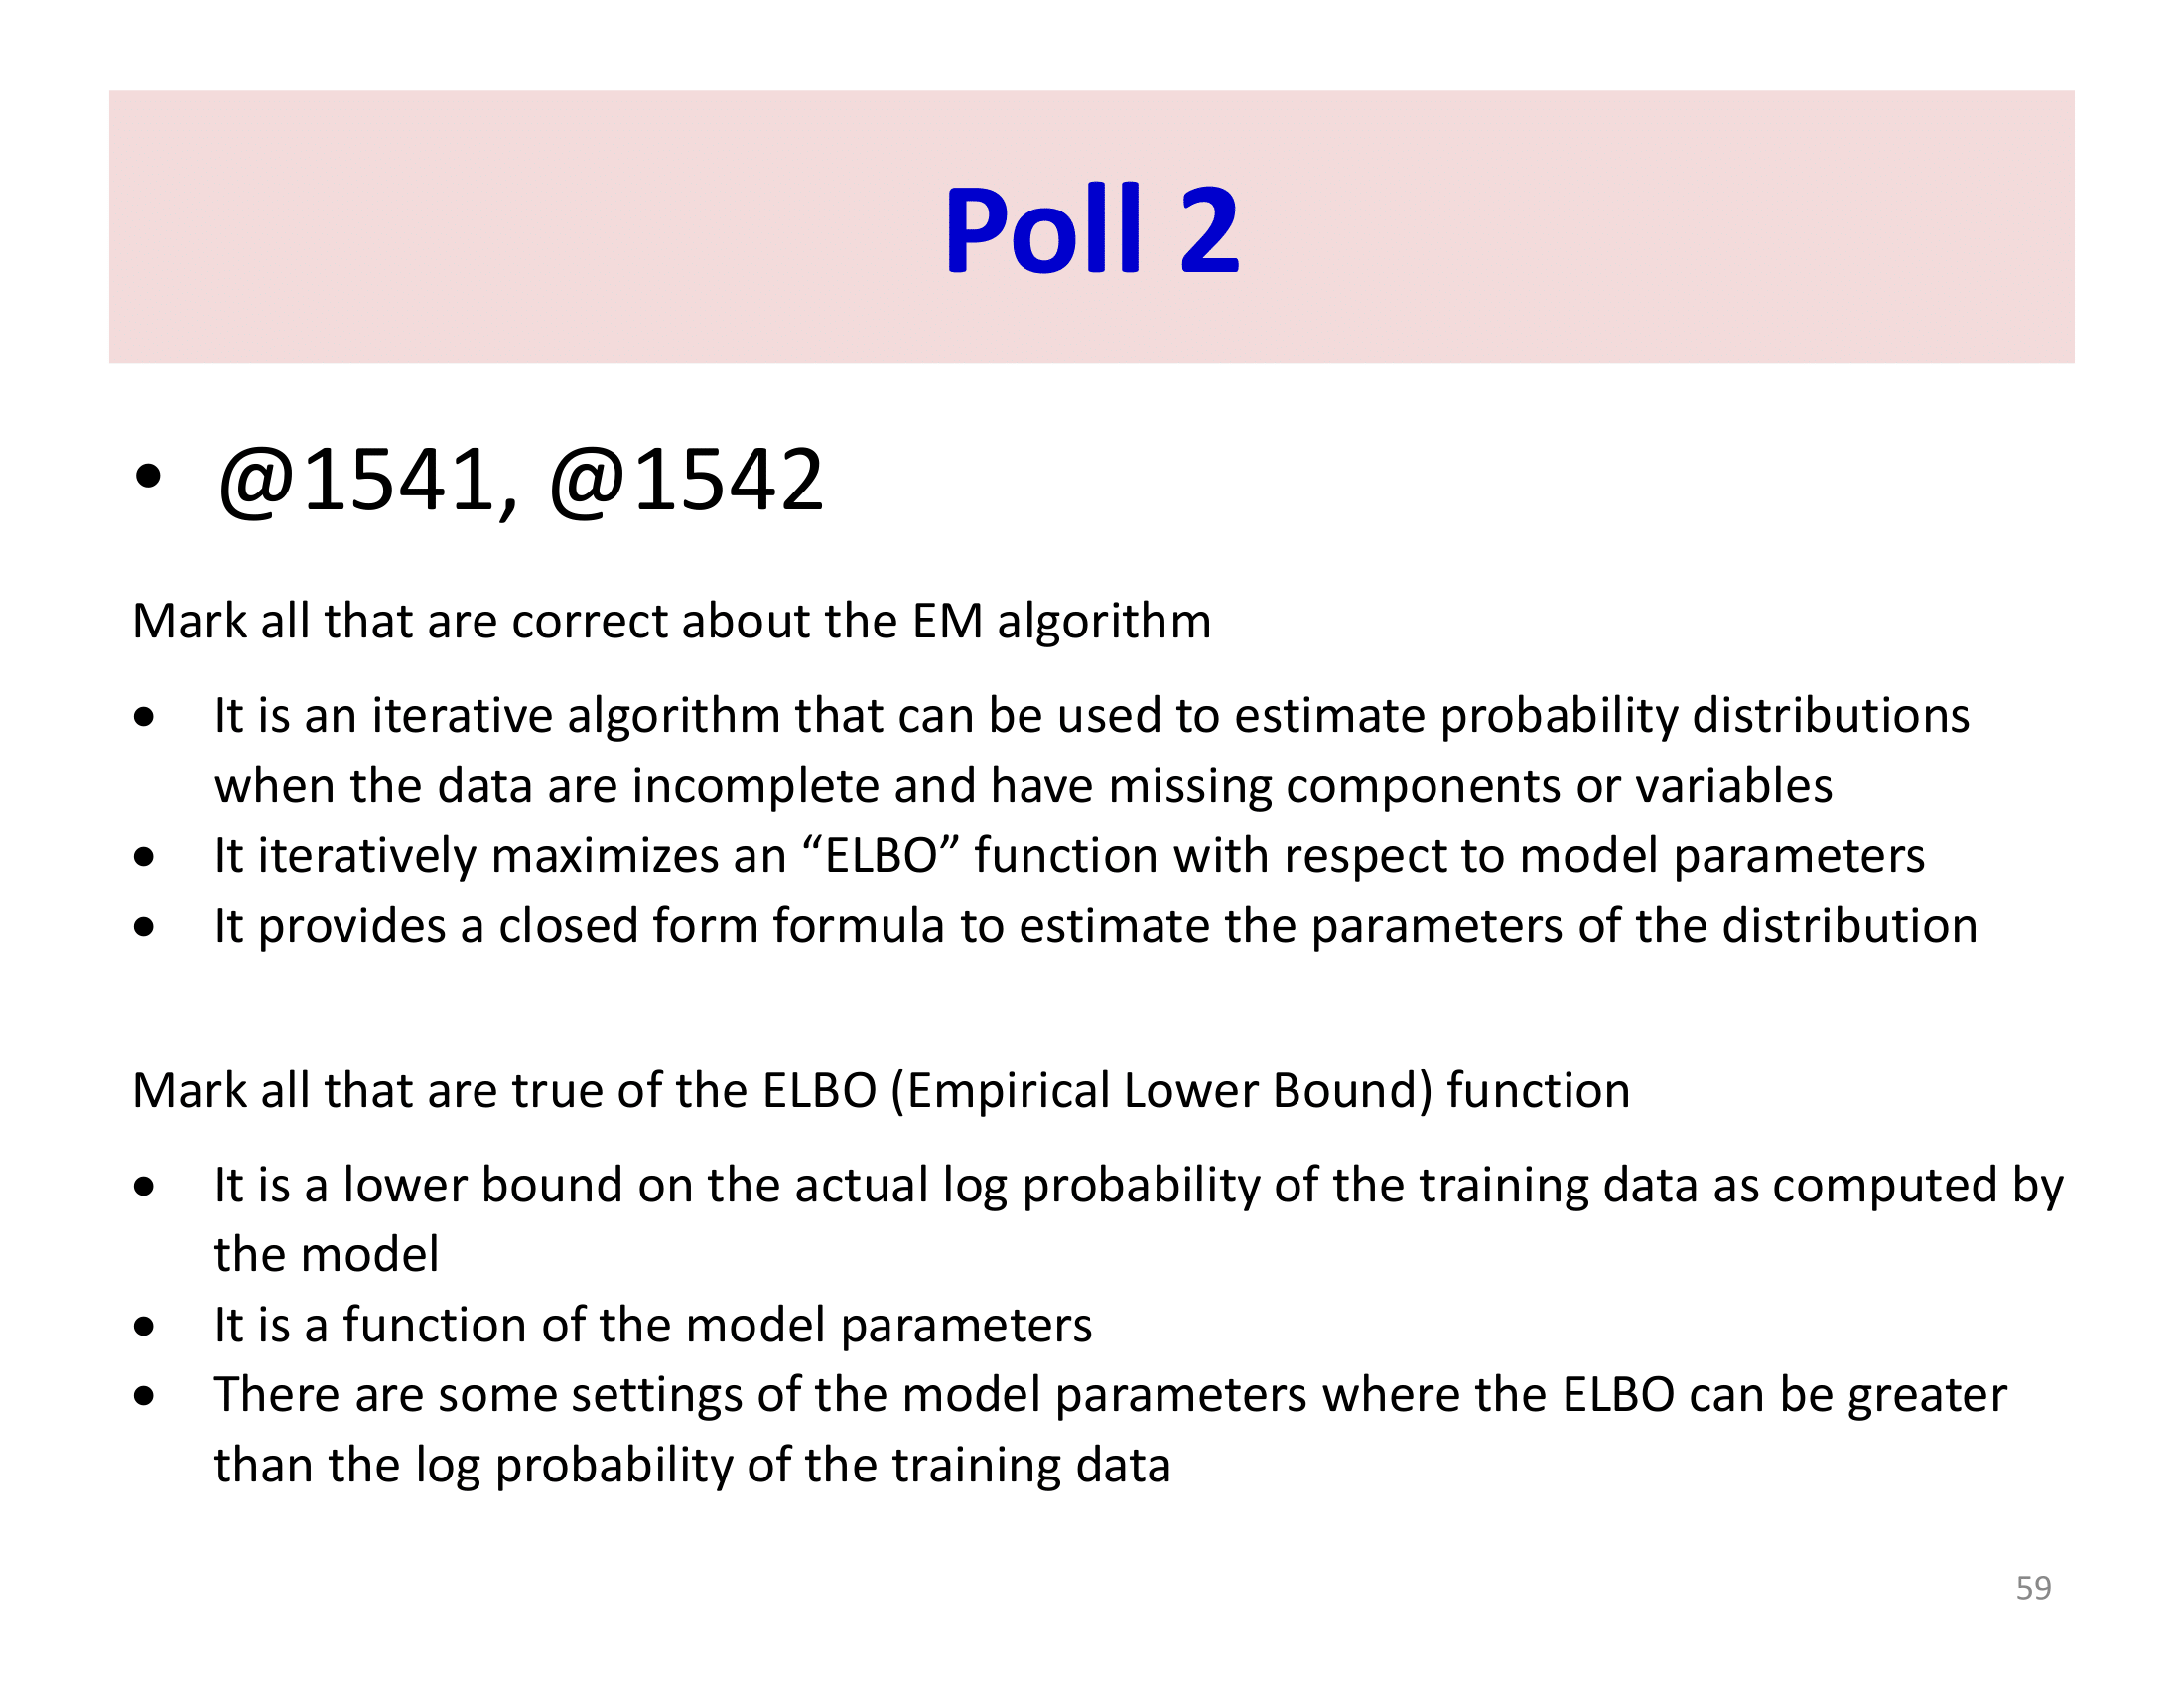 Poll 2
• @1541, @1542
Mark all that are correct about the EM algorithm
• It is an iterative algorithm that can be used to estimate probability distributions
when the data are incomplete and have missing components or variables
• It iteratively maximizes an “ELBO” function with respect to model parameters
• It provides a closed form formula to estimate the parameters of the distribution
Mark all that are true of the ELBO (Empirical Lower Bound) function
• It is a lower bound on the actual log probability of the training data as computed by
the model
• It is a function of the model parameters
• There are some settings of the model parameters where the ELBO can be greater
than the log probability of the training data
59